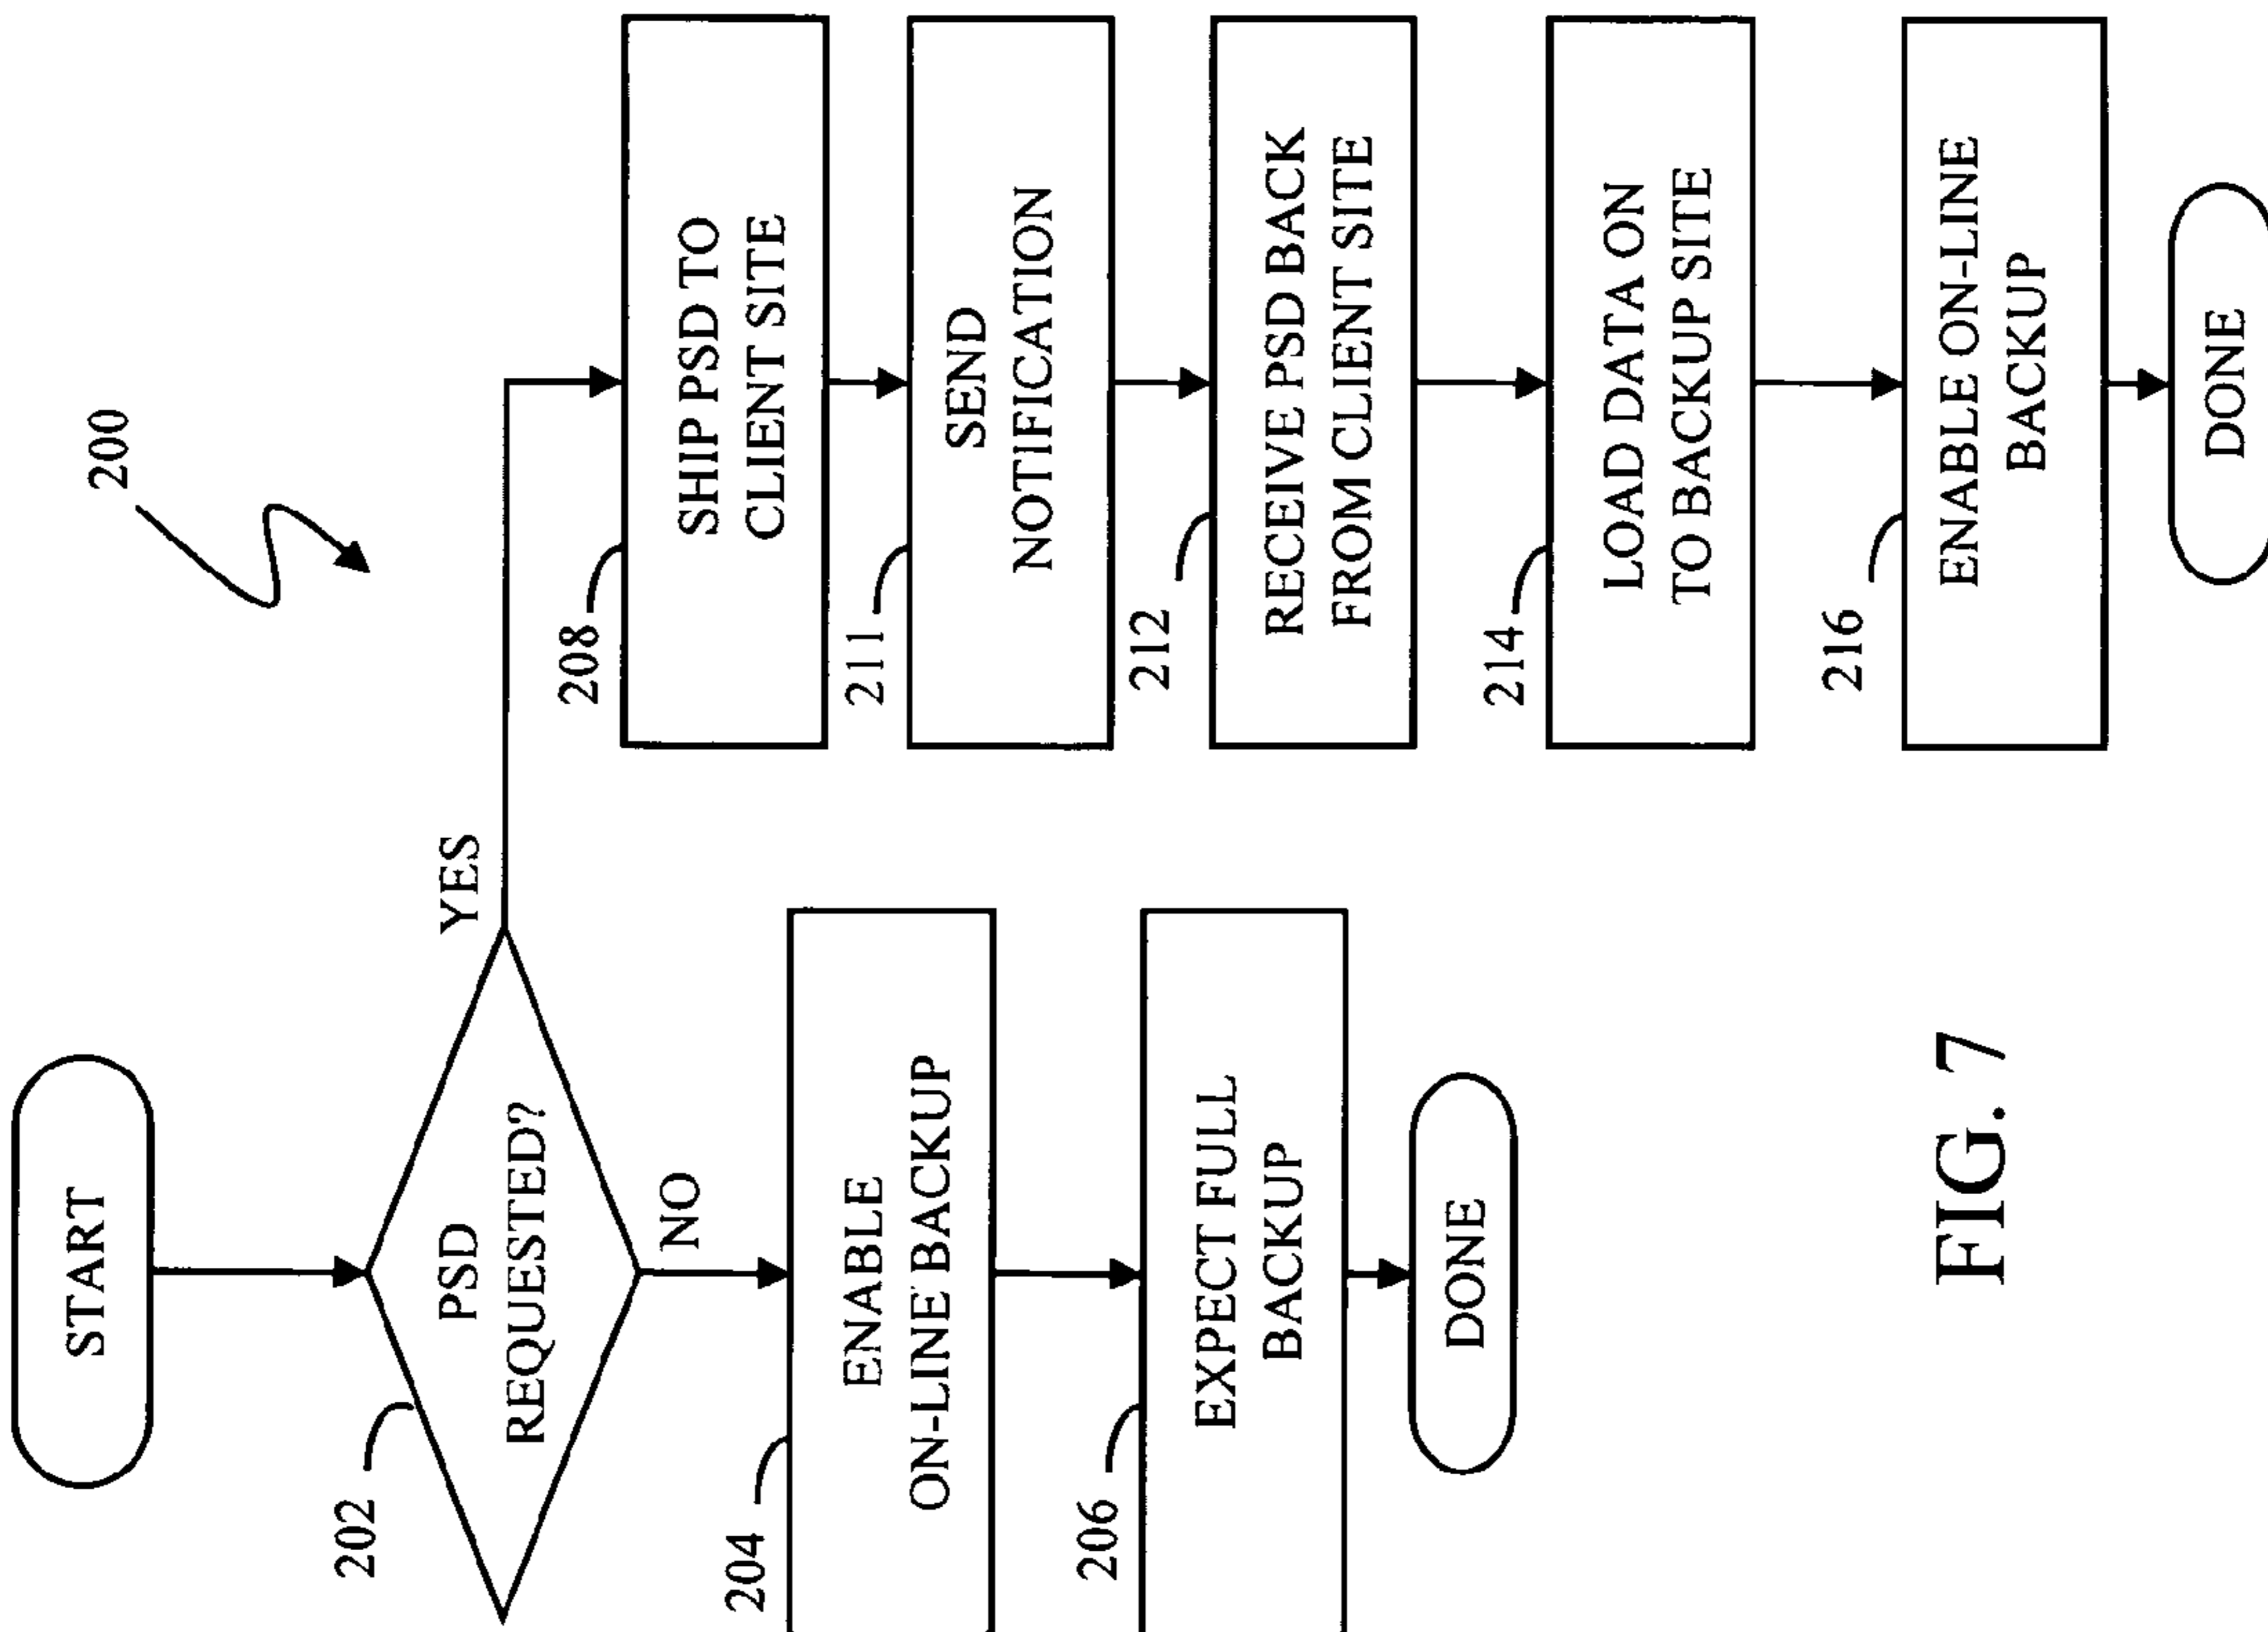 200
START
202
PSD
REQUESTED?
YES
NO
204
ENABLE
ON-LINE BACKUP
206
EXPECT FULL
BACKUP
DONE
208
SHIP PSD TO
CLIENT SITE
211
SEND
NOTIFICATION
212
RECEIVE PSD BACK
FROM CLIENT SITE
214
LOAD DATA ON
TO BACKUP SITE
216
ENABLE ON-LINE
BACKUP
DONE
FIG. 7